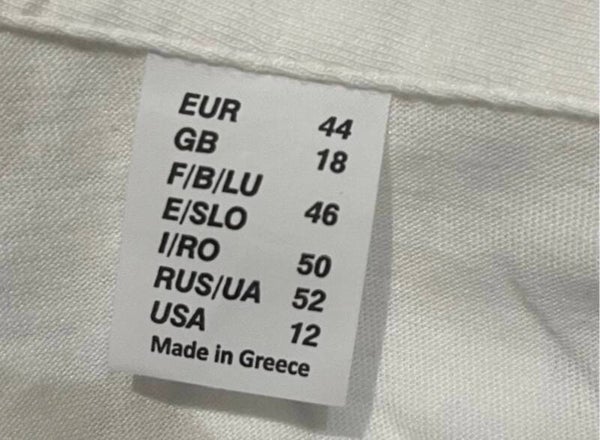 EUR 44
GB 18
F/B/LU
E/SLO 46
I/RO 50
RUS/UA 52
USA 12
Made in Greece